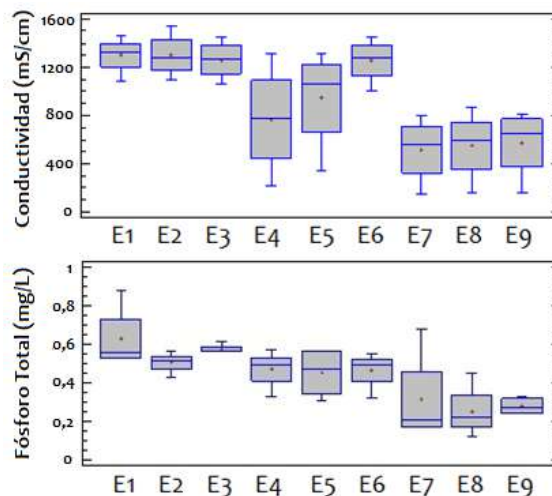 Conductividad (mS/cm)
1600
1200
800
400
0
E1 E2 E3 E4 E5 E6 E7 E8 E9
Fósforo Total (mg/L)
1
0,8
0,6
0,4
0,2
0
E1 E2 E3 E4 E5 E6 E7 E8 E9